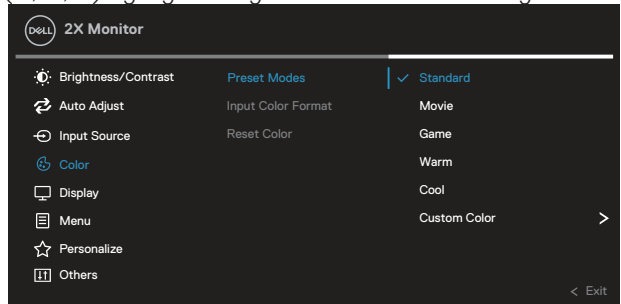 DELL 2X Monitor
Brightness/Contrast
Auto Adjust
Input Source
Color
Display
Menu
Personalize
Others
Preset Modes
Input Color Format
Reset Color
✓ Standard
Movie
Game
Warm
Cool
Custom Color >
< Exit